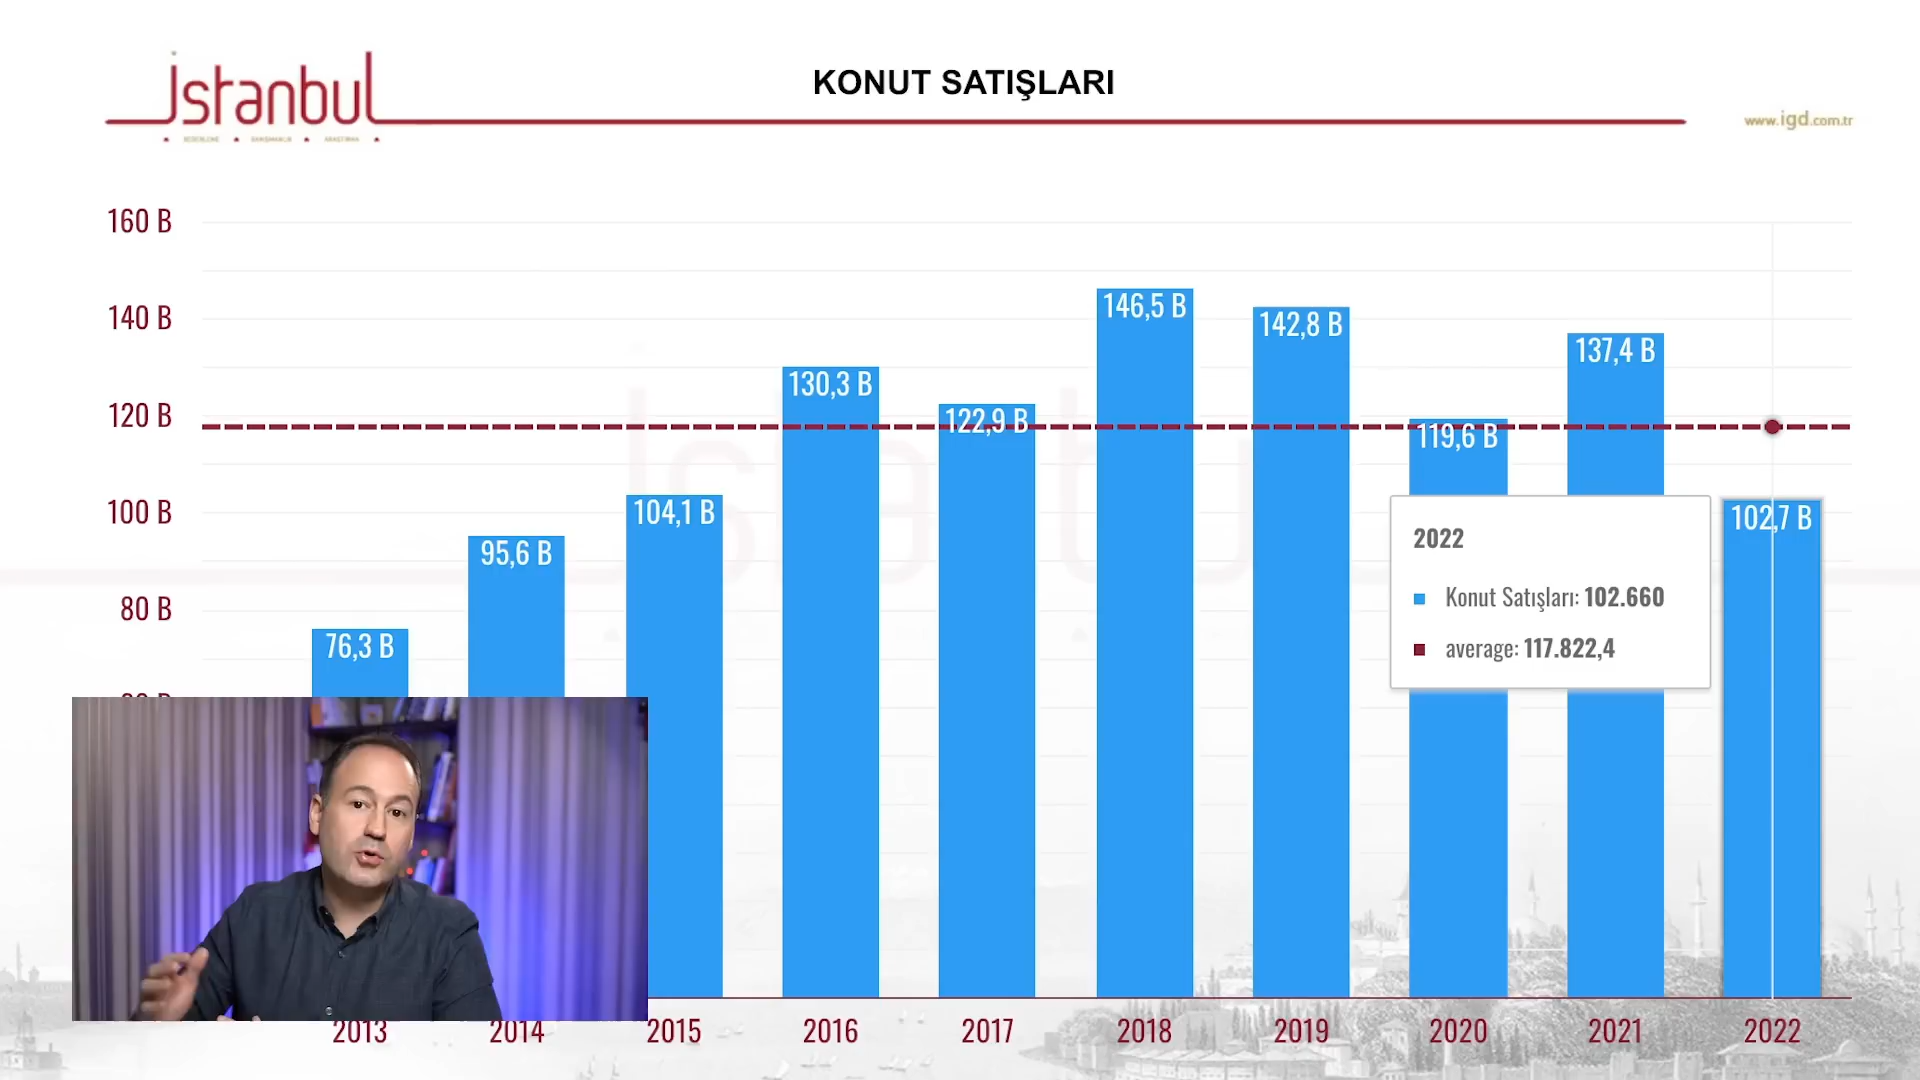 istanbul
KONUT SATIŞLARI
www.igd.com.tr
160 B
140 B
120 B
100 B
80 B
76,3 B
95,6 B
104,1 B
130,3 B
122,9 B
146,5 B
142,8 B
119,6 B
137,4 B
102,7 B
2022
Konut Satışları: 102.660
average: 117.822,4
2013
2014
2015
2016
2017
2018
2019
2020
2021
2022